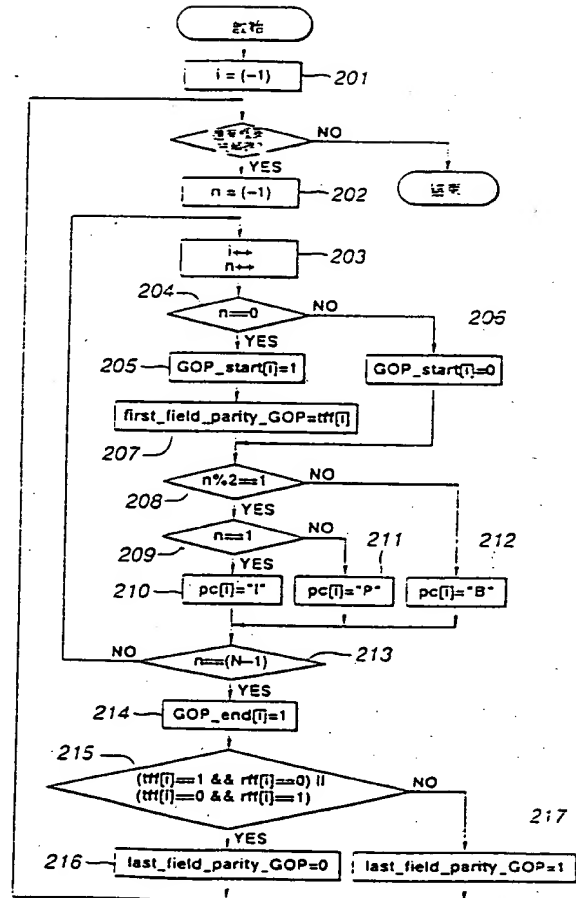 i = (-1)
201
NO
YES
n = (-1)
202
i++
n++
203
204
n==0
NO
206
YES
205
GOP_start[i]=1
GOP_start[i]=0
first_field_parity_GOP=tff[i]
207
n%2==1
NO
208
YES
n==1
NO
209
211
212
YES
210
pc[i]="I"
pc[i]="P"
pc[i]="B"
NO
n==(N-1)
213
YES
214
GOP_end[i]=1
215
(tff[i]==1 && rff[i]==0) ||
(tff[i]==0 && rff[i]==1)
NO
217
YES
216
last_field_parity_GOP=0
last_field_parity_GOP=1